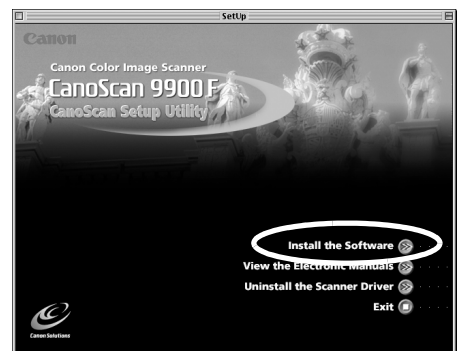 SetUp
Canon
Canon Color Image Scanner
CanoScan 9900F
CanoScan Setup Utility
Install the Software
View the Electronic Manuals
Uninstall the Scanner Driver
Exit
Canon Solutions